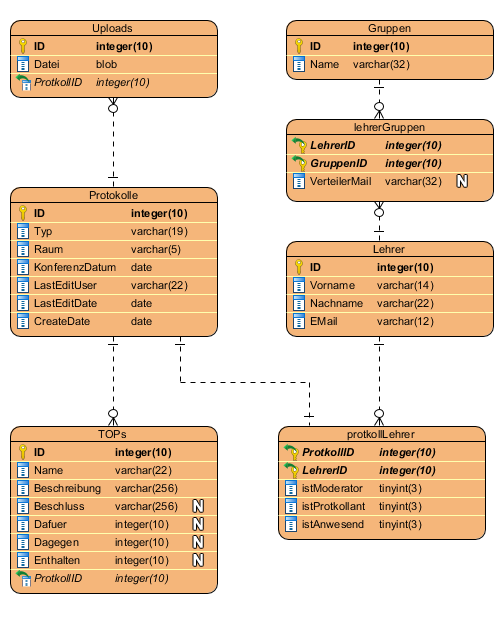 Uploads
ID integer(10)
Datei blob
ProtkollID integer(10)
Gruppen
ID integer(10)
Name varchar(32)
lehrerGruppen
LehrerID integer(10)
GruppenID integer(10)
VerteilerMail varchar(32) N
Protokolle
ID integer(10)
Typ varchar(19)
Raum varchar(5)
KonferenzDatum date
LastEditUser varchar(22)
LastEditDate date
CreateDate date
Lehrer
ID integer(10)
Vorname varchar(14)
Nachname varchar(22)
EMail varchar(12)
TOPs
ID integer(10)
Name varchar(22)
Beschreibung varchar(256)
Beschluss varchar(256) N
Dafuer integer(10) N
Dagegen integer(10) N
Enthalten integer(10) N
ProtkollID integer(10)
protkollLehrer
ProtkollID integer(10)
LehrerID integer(10)
istModerator tinyint(3)
istProtkollant tinyint(3)
istAnwesend tinyint(3)